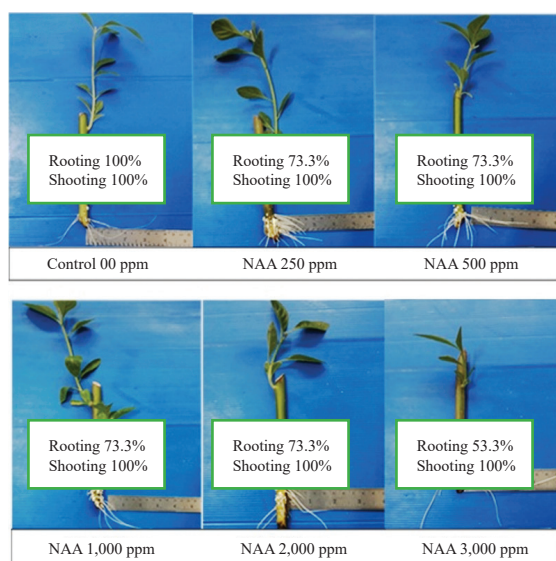 Rooting 100%
Shooting 100%
Rooting 73.3%
Shooting 100%
Rooting 73.3%
Shooting 100%
Control 00 ppm
NAA 250 ppm
NAA 500 ppm
Rooting 73.3%
Shooting 100%
Rooting 73.3%
Shooting 100%
Rooting 53.3%
Shooting 100%
NAA 1,000 ppm
NAA 2,000 ppm
NAA 3,000 ppm